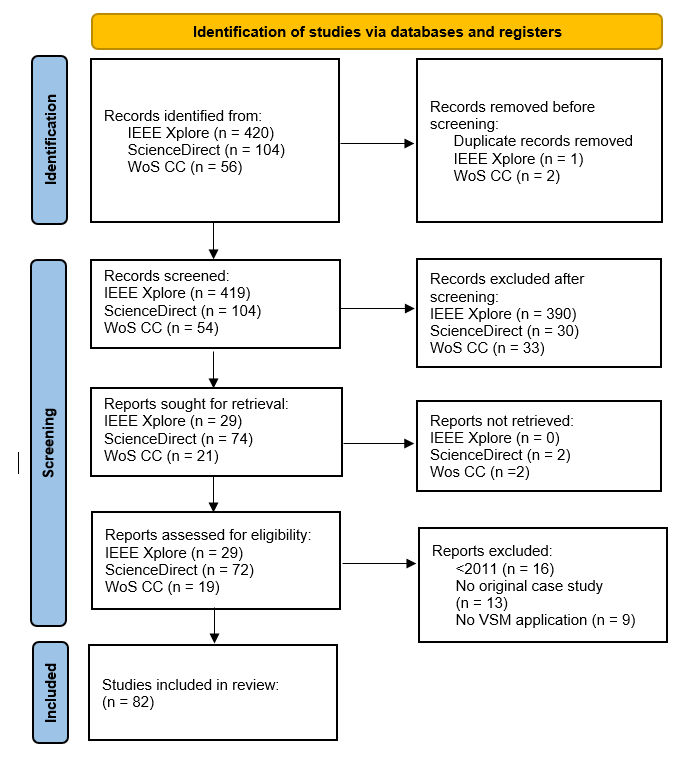 Identification of studies via databases and registers
Identification
Records identified from:
IEEE Xplore (n = 420)
ScienceDirect (n = 104)
WoS CC (n = 56)
Records removed before
screening:
Duplicate records removed
IEEE Xplore (n = 1)
WoS CC (n = 2)
Screening
Records screened:
IEEE Xplore (n = 419)
ScienceDirect (n = 104)
WoS CC (n = 54)
Records excluded after
screening:
IEEE Xplore (n = 390)
ScienceDirect (n = 30)
WoS CC (n = 33)
Reports sought for retrieval:
IEEE Xplore (n = 29)
ScienceDirect (n = 74)
WoS CC (n = 21)
Reports not retrieved:
IEEE Xplore (n = 0)
ScienceDirect (n = 2)
Wos CC (n =2)
Reports assessed for eligibility:
IEEE Xplore (n = 29)
ScienceDirect (n = 72)
WoS CC (n = 19)
Reports excluded:
<2011 (n = 16)
No original case study
(n = 13)
No VSM application (n = 9)
Included
Studies included in review:
(n = 82)